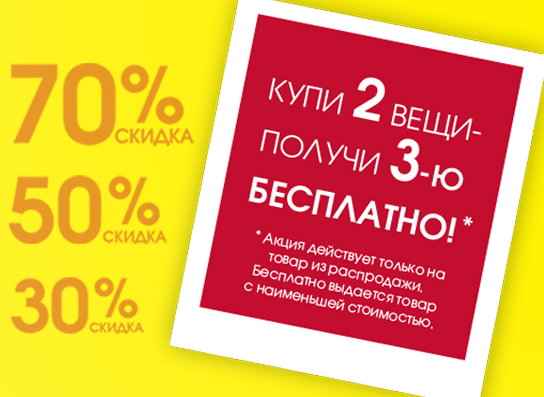 70%
СКИДКА
50%
СКИДКА
30%
СКИДКА
КУПИ 2 ВЕЩИ-
ПОЛУЧИ 3-Ю
БЕСПЛАТНО!*
* Акция действует только на
товар из распродажи.
Бесплатно выдается товар
с наименьшей стоимостью.